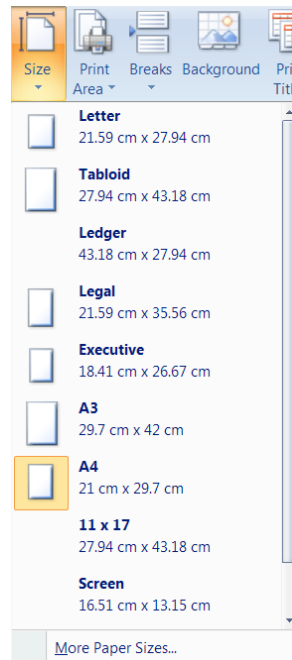 Size Print Breaks Background Pri
Area Titl
Letter
21.59 cm x 27.94 cm
Tabloid
27.94 cm x 43.18 cm
Ledger
43.18 cm x 27.94 cm
Legal
21.59 cm x 35.56 cm
Executive
18.41 cm x 26.67 cm
A3
29.7 cm x 42 cm
A4
21 cm x 29.7 cm
11 x 17
27.94 cm x 43.18 cm
Screen
16.51 cm x 13.15 cm
More Paper Sizes...